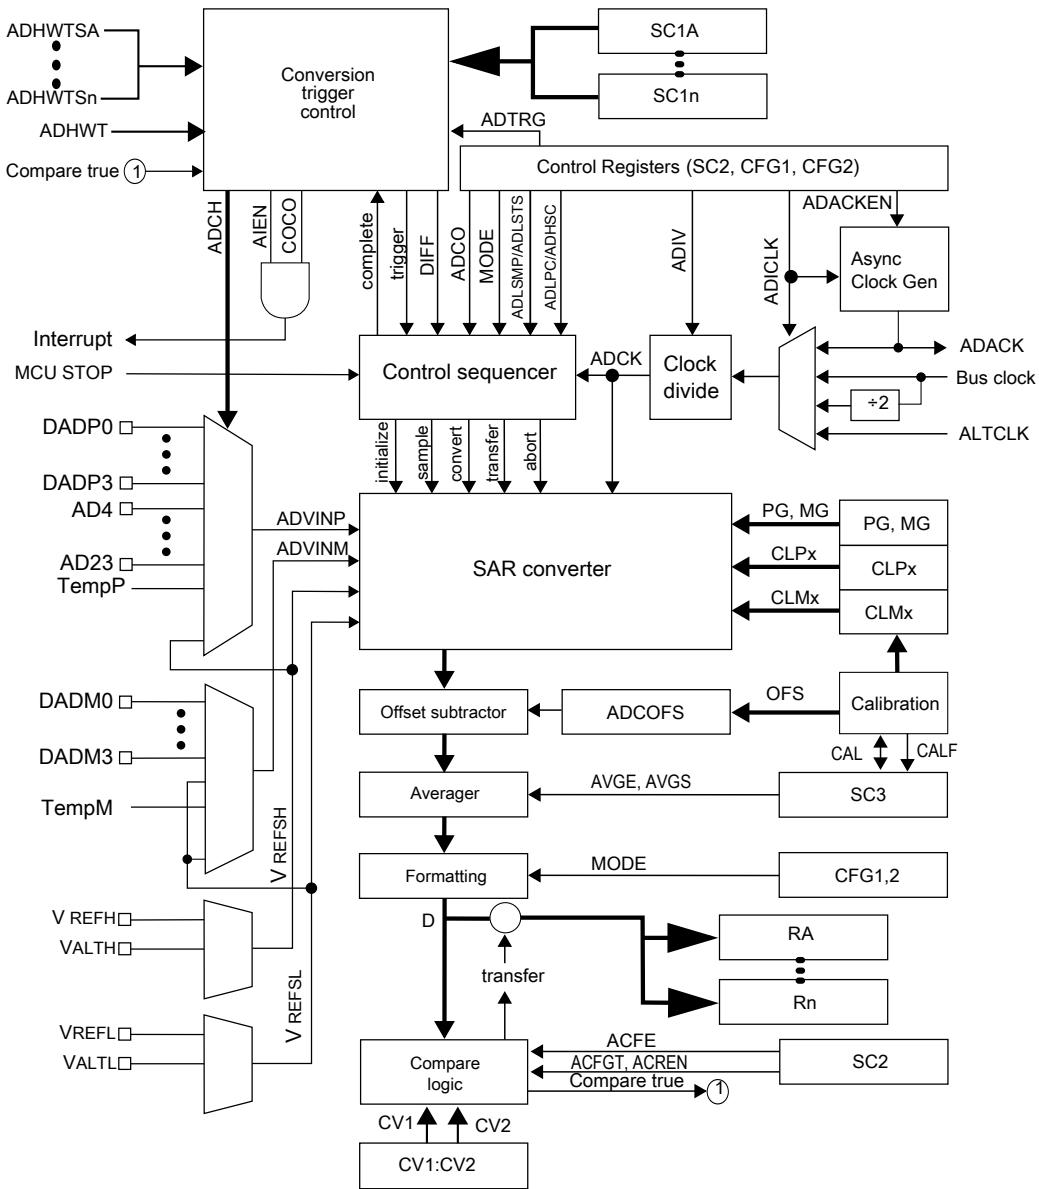 ADHWTSA
ADHWTSn
ADHWT
Compare true 1
Conversion
trigger
control
SC1A
SC1n
ADTRG
Control Registers (SC2, CFG1, CFG2)
ADACKEN
Async
Clock Gen
ADCH
AIEN
COCO
complete
trigger
DIFF
ADCO
MODE
ADLSMP/ADLSTS
ADLPC/ADHSC
ADIV
ADICLK
Interrupt
MCU STOP
Control sequencer
ADCK
Clock
divide
ADACK
Bus clock
÷2
ALTCLK
initialize
sample
convert
transfer
abort
DADP0
DADP3
AD4
AD23
TempP
ADVINP
ADVINM
SAR converter
PG, MG
PG, MG
CLPx
CLPx
CLMx
CLMx
DADM0
DADM3
TempM
Offset subtractor
ADCOFS
OFS
Calibration
CAL
CALF
Averager
AVGE, AVGS
SC3
Formatting
MODE
CFG1,2
V REFSH
V REFH
VALTH
V REFSL
VREFL
VALTL
D
transfer
RA
Rn
Compare
logic
ACFE
ACFGT, ACREN
Compare true
1
SC2
CV1
CV2
CV1:CV2